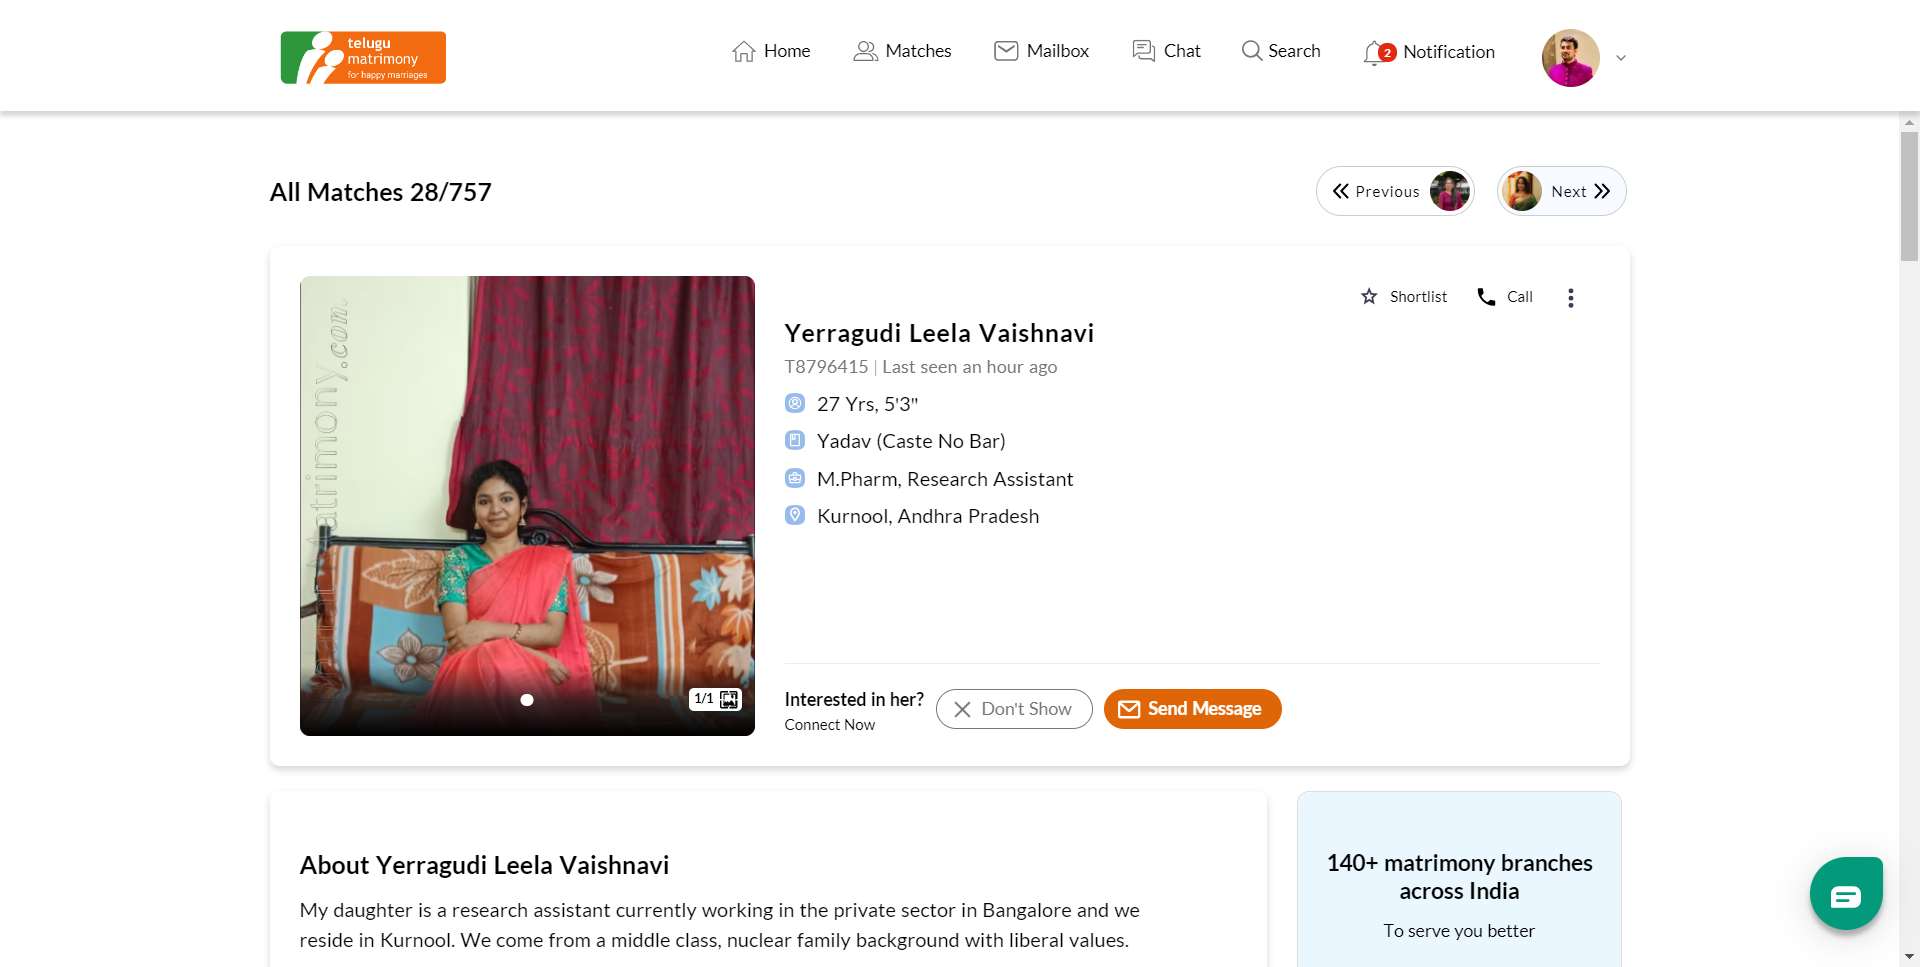 telugu
matrimony
for happy marriages
Home
Matches
Mailbox
Chat
Search
2
Notification
All Matches 28/757
Previous
Next
Shortlist
Call
Yerragudi Leela Vaishnavi
T8796415 | Last seen an hour ago
27 Yrs, 5'3"
Yadav (Caste No Bar)
M.Pharm, Research Assistant
Kurnool, Andhra Pradesh
atrimony.com
1/1
Interested in her?
Connect Now
Don't Show
Send Message
About Yerragudi Leela Vaishnavi
My daughter is a research assistant currently working in the private sector in Bangalore and we
reside in Kurnool. We come from a middle class, nuclear family background with liberal values.
140+ matrimony branches
across India
To serve you better